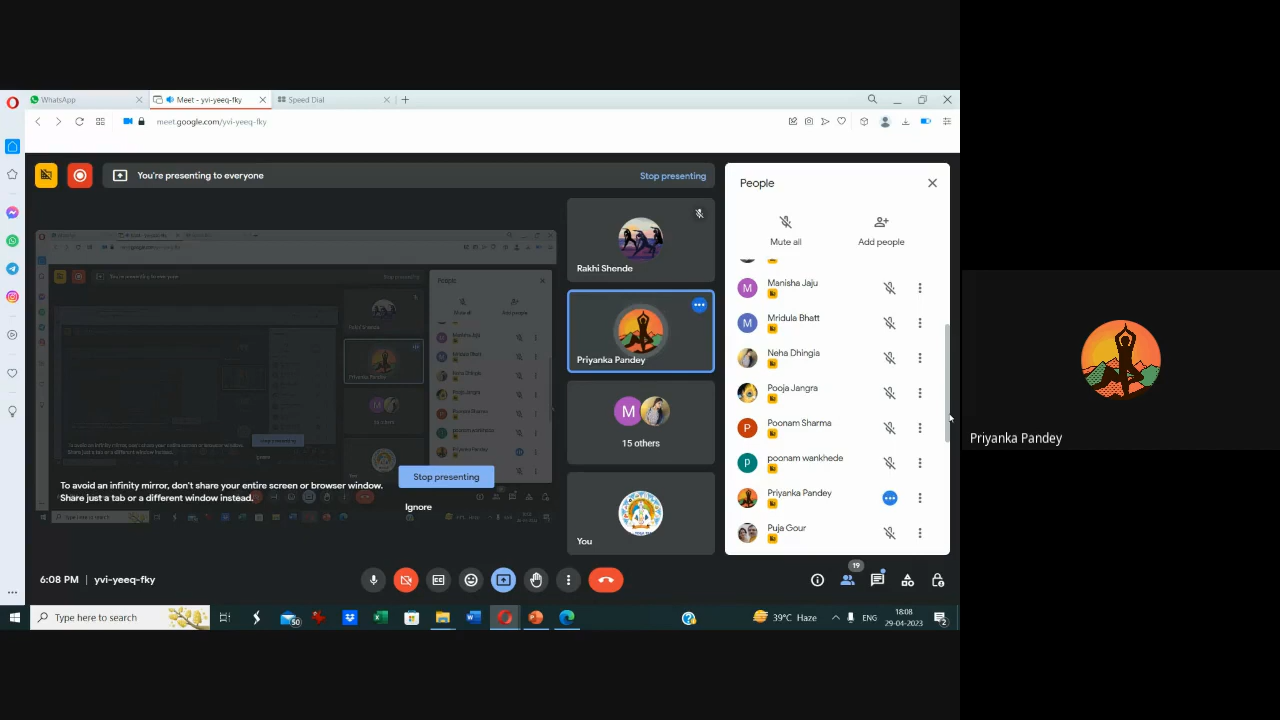 WhatsApp
Meet - yvi-yeeq-fky
Speed Dial
meet.google.com/yvi-yeeq-fky
You're presenting to everyone
Stop presenting
People
Mute all
Add people
Rakhi Shende
Manisha Jaju
Mridula Bhatt
Neha Dhingia
Priyanka Pandey
Pooja Jangra
Poonam Sharma
M
15 others
poonam wankhede
Priyanka Pandey
Puja Gour
To avoid an infinity mirror, don't share your entire screen or browser window.
Share just a tab or a different window instead.
Stop presenting
Ignore
You
6:08 PM
yvi-yeeq-fky
19
Type here to search
50
39°C Haze
ENG
18:08
29-04-2023
2
Priyanka Pandey